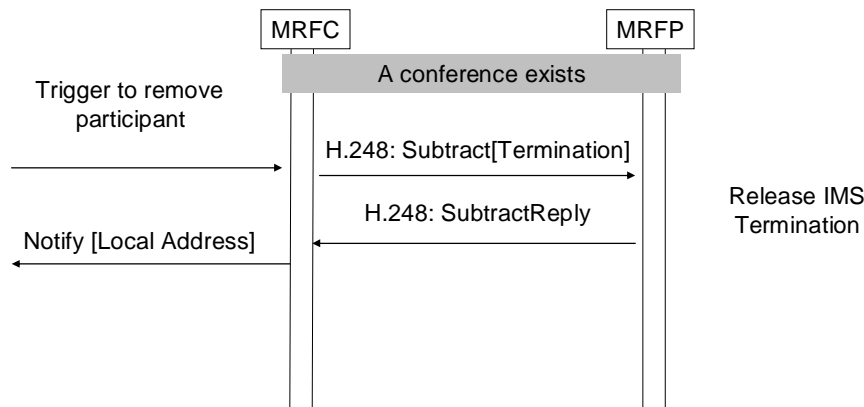 MRFC
MRFP
A conference exists
Trigger to remove
participant
H.248: Subtract[Termination]
H.248: SubtractReply
Release IMS
Termination
Notify [Local Address]